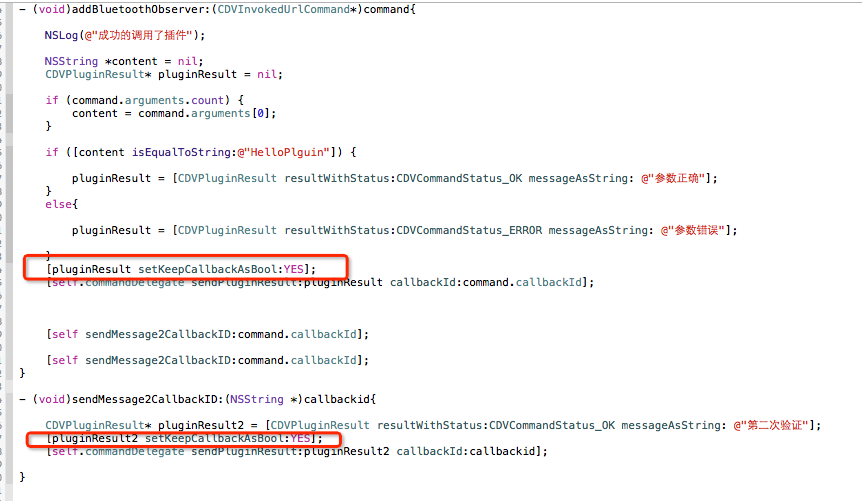 - (void)addBluetoothObserver:(CDVInvokedUrlCommand*)command{
NSLog(@"成功的调用了插件");
NSString *content = nil;
CDVPluginResult* pluginResult = nil;
if (command.arguments.count) {
content = command.arguments[0];
}
if ([content isEqualToString:@"HelloPlguin"]) {
pluginResult = [CDVPluginResult resultWithStatus:CDVCommandStatus_OK messageAsString: @"参数正确"];
}
else{
pluginResult = [CDVPluginResult resultWithStatus:CDVCommandStatus_ERROR messageAsString: @"参数错误"];
}
[pluginResult setKeepCallbackAsBool:YES];
[self.commandDelegate sendPluginResult:pluginResult callbackId:command.callbackId];
[self sendMessage2CallbackID:command.callbackId];
[self sendMessage2CallbackID:command.callbackId];
}
- (void)sendMessage2CallbackID:(NSString *)callbackid{
CDVPluginResult* pluginResult2 = [CDVPluginResult resultWithStatus:CDVCommandStatus_OK messageAsString: @"第二次验证"];
[pluginResult2 setKeepCallbackAsBool:YES];
[self.commandDelegate sendPluginResult:pluginResult2 callbackId:callbackid];
}